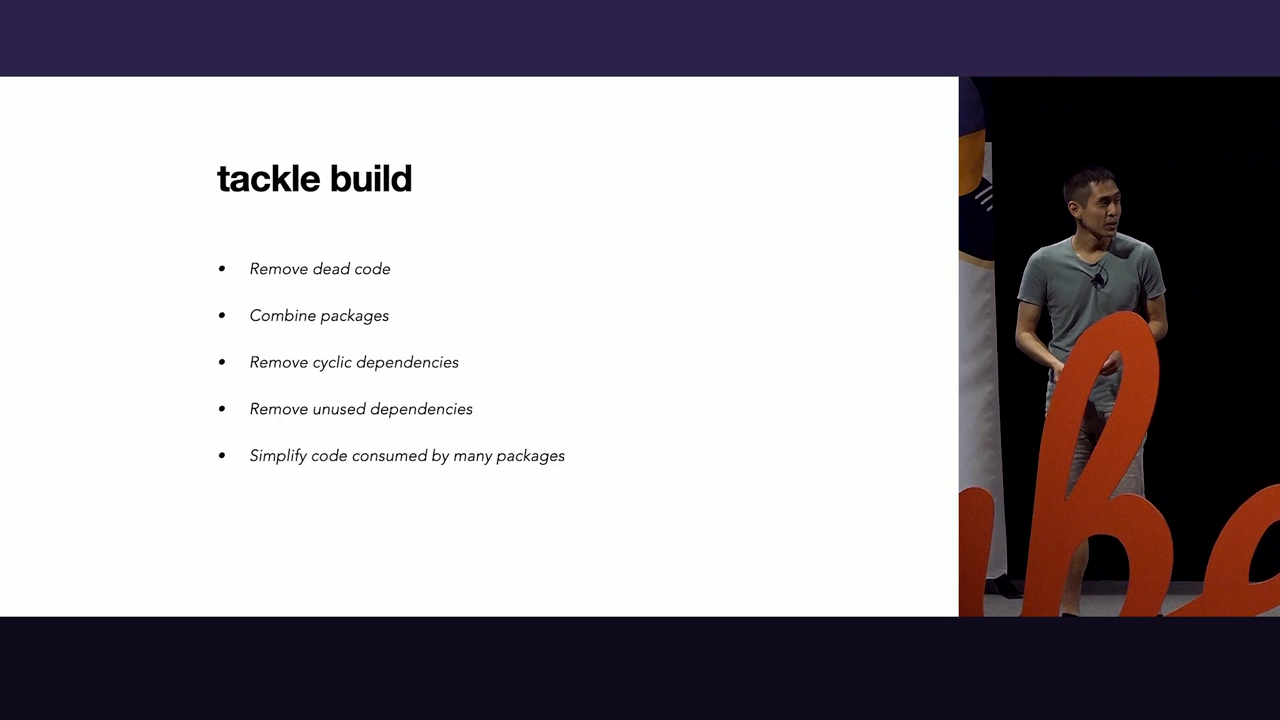 tackle build
• Remove dead code
• Combine packages
• Remove cyclic dependencies
• Remove unused dependencies
• Simplify code consumed by many packages